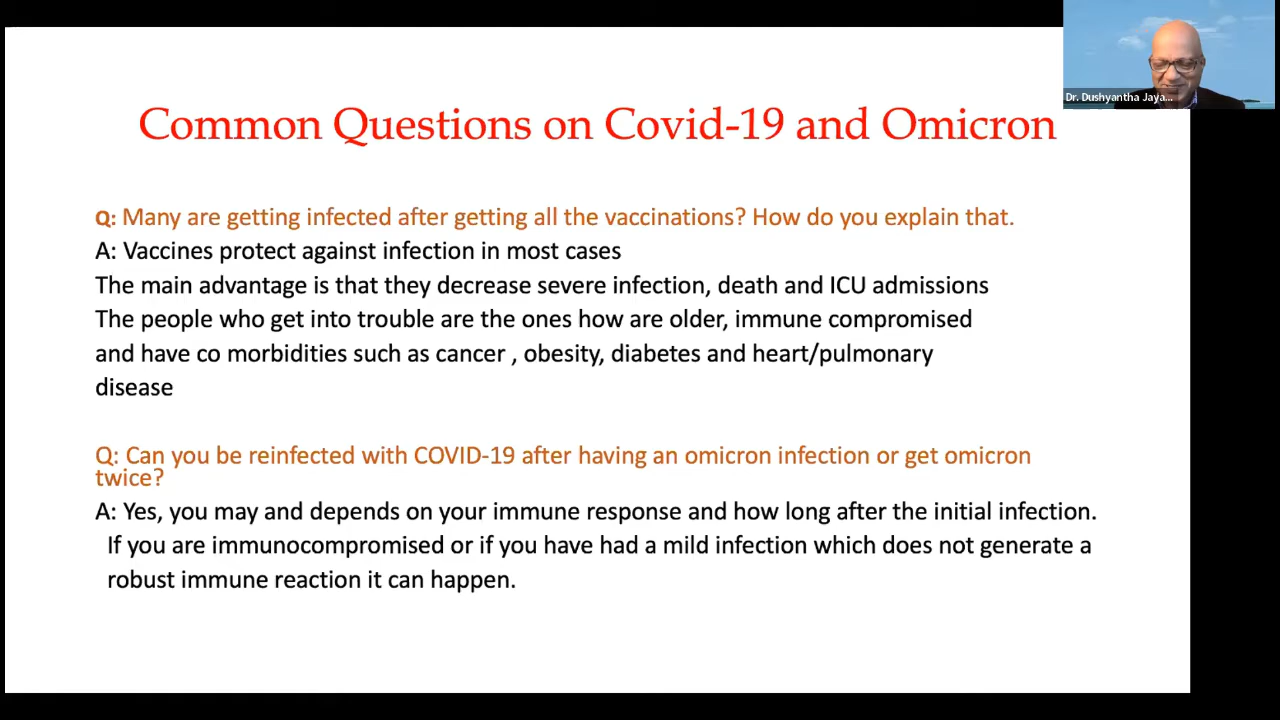 Dr. Dushyantha Jaya...
Common Questions on Covid-19 and Omicron
Q: Many are getting infected after getting all the vaccinations? How do you explain that.
A: Vaccines protect against infection in most cases
The main advantage is that they decrease severe infection, death and ICU admissions
The people who get into trouble are the ones how are older, immune compromised
and have co morbidities such as cancer , obesity, diabetes and heart/pulmonary
disease
Q: Can you be reinfected with COVID-19 after having an omicron infection or get omicron
twice?
A: Yes, you may and depends on your immune response and how long after the initial infection.
If you are immunocompromised or if you have had a mild infection which does not generate a
robust immune reaction it can happen.